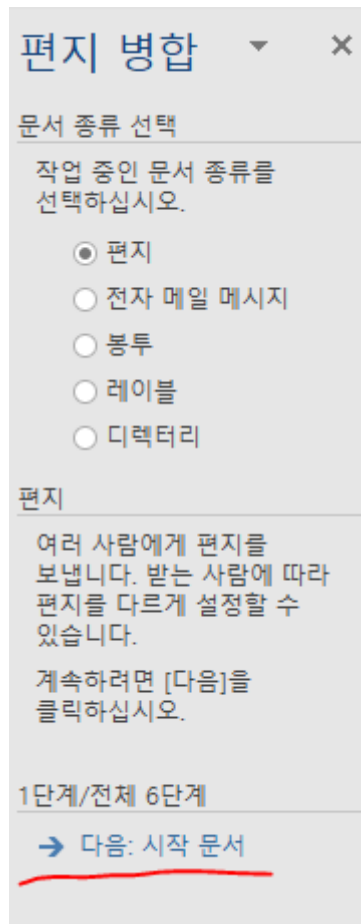 편지 병합
문서 종류 선택
작업 중인 문서 종류를
선택하십시오.
편지
전자 메일 메시지
봉투
레이블
디렉터리
편지
여러 사람에게 편지를
보냅니다. 받는 사람에 따라
편지를 다르게 설정할 수
있습니다.
계속하려면 [다음]을
클릭하십시오.
1단계/전체 6단계
다음: 시작 문서